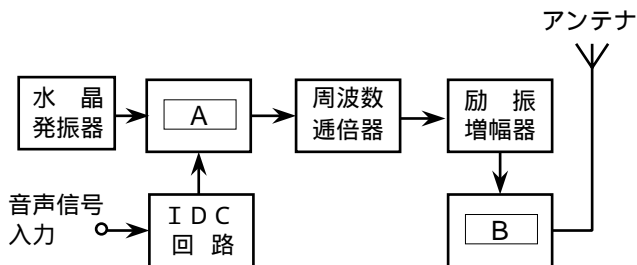 アンテナ
水 晶
発振器
A
周波数
逓倍器
励 振
増幅器
音声信号
入力
ＩＤＣ
回 路
B